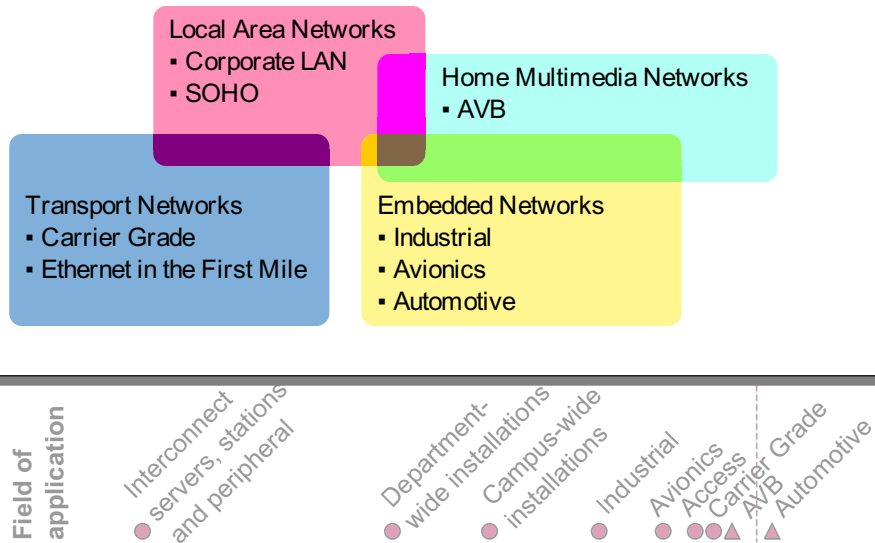 Local Area Networks
▪ Corporate LAN
▪ SOHO
Home Multimedia Networks
▪ AVB
Transport Networks
▪ Carrier Grade
▪ Ethernet in the First Mile
Embedded Networks
▪ Industrial
▪ Avionics
▪ Automotive
Field of
application
Interconnect
servers, stations
and peripheral
Department-
wide installations
Campus-wide
installations
Industrial
Avionics
Access
Carrier Grade
AVB
Automotive